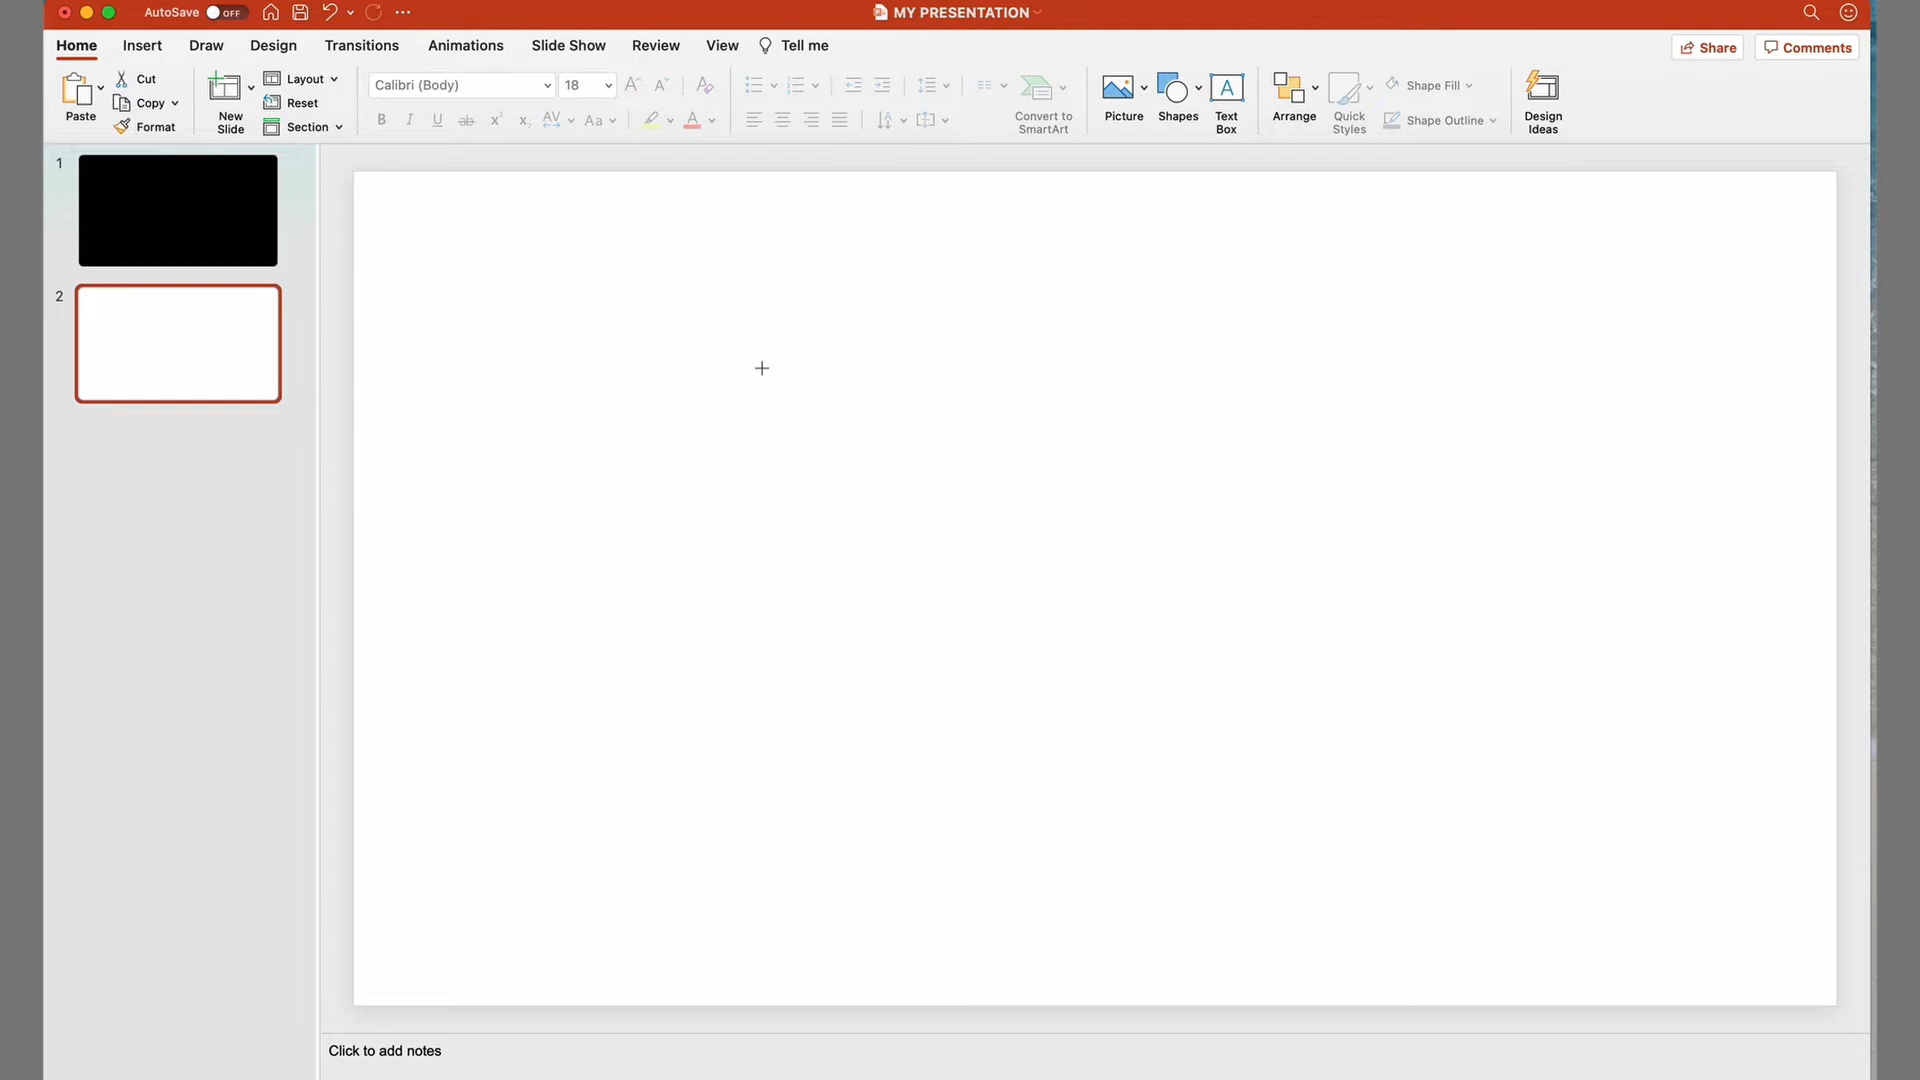 AutoSave OFF
MY PRESENTATION
Home Insert Draw Design Transitions Animations Slide Show Review View Tell me
Share Comments
Paste
Cut
Copy
Format
New
Slide
Layout
Reset
Section
Calibri (Body) 18
Convert to
SmartArt
Picture
Shapes
Text
Box
Arrange
Quick
Styles
Shape Fill
Shape Outline
Design
Ideas
1
2
Click to add notes